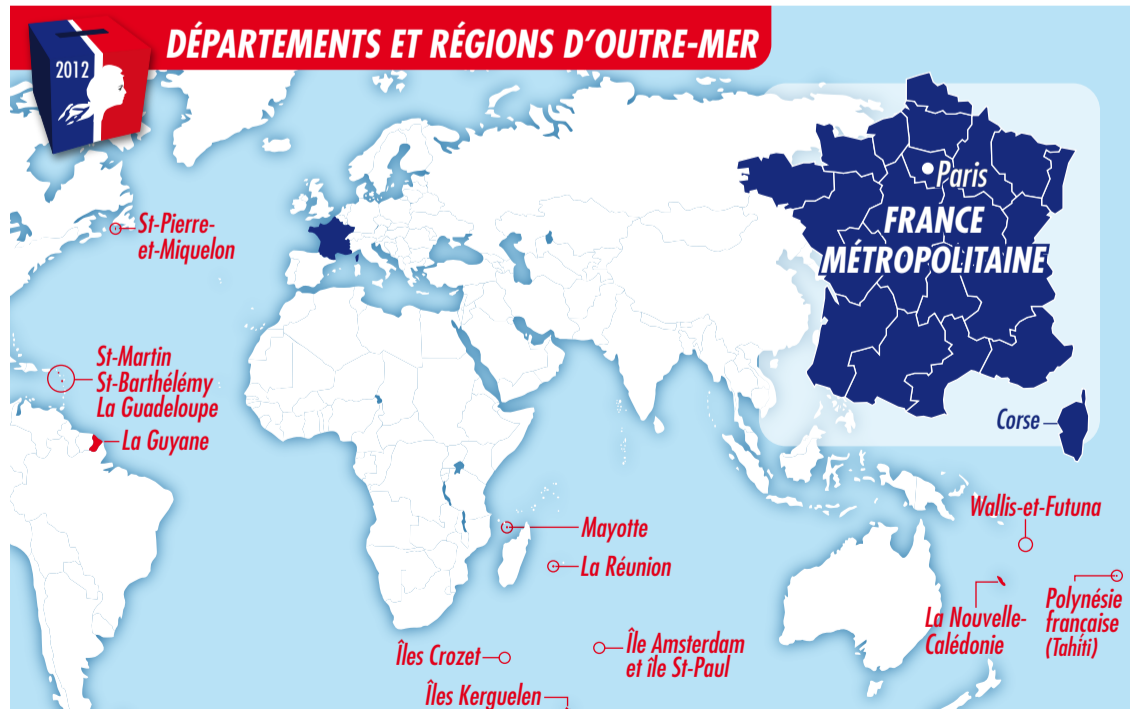 DÉPARTEMENTS ET RÉGIONS D'OUTRE-MER
2012
Paris
FRANCE
MÉTROPOLITAINE
Corse
St-Pierre-
et-Miquelon
St-Martin
St-Barthélémy
La Guadeloupe
La Guyane
Mayotte
La Réunion
Wallis-et-Futuna
La Nouvelle-
Calédonie
Polynésie
française
(Tahiti)
Îles Crozet
Île Amsterdam
et île St-Paul
Îles Kerguelen